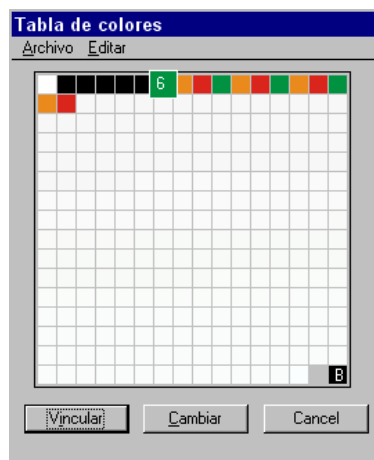 Tabla de colores
Archivo Editar
6
B
Vincular Cambiar Cancel